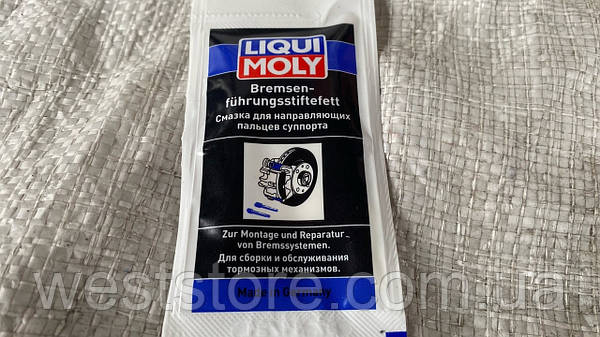 LIQUI
MOLY
Bremsen-
führungsstiftefett
Смазка для направляющих
пальцев суппорта
Zur Montage und Reparatur
von Bremssystemen.
Для сборки и обслуживания
тормозных механизмов.
weststore.com.ua
Made in Germany